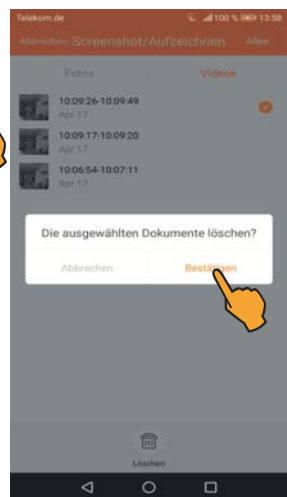 Telekom.de 100 % 13:58
Abbrechen Screenshot/Aufzeichnen Alles
Fotos Videos
10:09:26-10:09:49
Apr 17
10:09:17-10:09:20
Apr 17
10:06:54-10:07:11
Apr 17
Die ausgewählten Dokumente löschen?
Abbrechen Bestätigen
Löschen